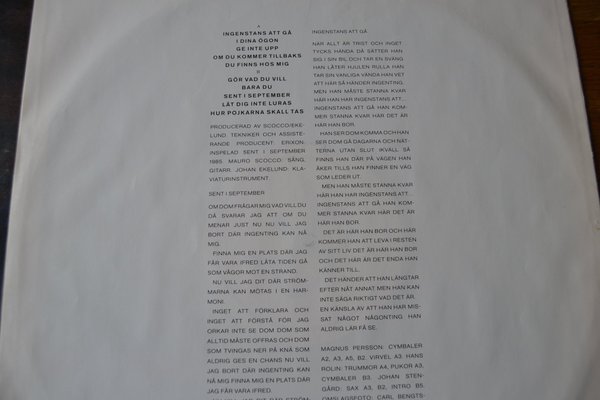 A
INGENSTANS ATT GÅ
I DINA ÖGON
GE INTE UPP
OM DU KOMMER TILLBAKS
DU FINNS HOS MIG
B
GÖR VAD DU VILL
BARA DU
SENT I SEPTEMBER
LÅT DIG INTE LURAS
HUR POJKARNA SKALL TAS
PRODUCERAD AV SCOCCO/EKE-
LUND. TEKNIKER OCH ASSISTE-
RANDE PRODUCENT: ERIXON.
INSPELAD SENT I SEPTEMBER
1985. MAURO SCOCCO: SÅNG,
GITARR. JOHAN EKELUND: KLA-
VIATURINSTRUMENT.
SENT I SEPTEMBER
OM DOM FRÅGAR MIG VAD VILL DU
DÅ SVARAR JAG ATT OM DU
MENAR JUST NU NU VILL JAG
BORT DÄR INGENTING KAN NÅ
MIG.
FINNA MIG EN PLATS DÄR JAG
FÅR VARA IFRED LÅTA TIDEN GÅ
SOM VÅGOR MOT EN STRAND.
NU VILL JAG DIT DÄR STRÖM-
MARNA KAN MÖTAS I EN HAR-
MONI.
INGET ATT FÖRKLARA OCH
INGET ATT FÖRSTÅ FÖR JAG
ORKAR INTE SE DOM DOM SOM
ALLTID MÅSTE OFFRAS OCH DOM
SOM TVINGAS NER PÅ KNÄ SOM
ALDRIG GES EN CHANS NU VILL
JAG BORT DÄR INGENTING KAN
NÅ MIG FINNA MIG EN PLATS DÄR
JAG FÅR VARA IFRED.
INGENSTANS ATT GÅ
NÄR ALLT ÄR TRIST OCH INGET
TYCKS HÄNDA DÅ SÄTTER HAN
SIG I SIN BIL OCH TAR EN SVÄNG
HAN LÅTER HJULEN RULLA HAN
TAR SIN VANLIGA VÄNDA HAN VET
ATT HÄR SÅ HÄNDER INGENTING.
MEN HAN MÅSTE STANNA KVAR
HÄR HAN HAR INGENSTANS ATT...
INGENSTANS ATT GÅ HAN KOM-
MER STANNA KVAR HÄR DET ÄR
HÄR HAN BOR.
HAN SER DOM KOMMA OCH HAN
SER DOM GÅ DAGARNA OCH NÄT-
TERNA UTAN SLUT IKVÄLL SÅ
FINNS HAN DÄR PÅ VÄGEN HAN
ÅKER TILLS HAN FINNER EN VÄG
SOM LEDER UT.
MEN HAN MÅSTE STANNA KVAR
HÄR HAN HAR INGENSTANS ATT...
INGENSTANS ATT GÅ HAN KOM-
MER STANNA KVAR HÄR DET ÄR
HÄR HAN BOR.
DET ÄR HÄR HAN BOR OCH HÄR
KOMMER HAN ATT LEVA I RESTEN
AV SITT LIV DET ÄR HÄR HAN BOR
OCH DET HÄR ÄR DET ENDA HAN
KÄNNER TILL.
DET HÄNDER ATT HAN LÄNGTAR
EFTER NÅT ANNAT MEN HAN KAN
INTE SÄGA RIKTIGT VAD DET ÄR.
EN KÄNSLA AV ATT HAN HAR MIS-
SAT NÅGOT NÅGONTING HAN
ALDRIG LÄR FÅ SE.
MAGNUS PERSSON: CYMBALER
A2, A3, A5, B2. VIRVEL A3. HANS
ROLIN: TRUMMOR A4, PUKOR A3,
CYMBALER B3. JOHAN STEN-
GÅRD: SAX A3, B2, INTRO B5.
OMSLAGSFOTO: CARL BENGTS-